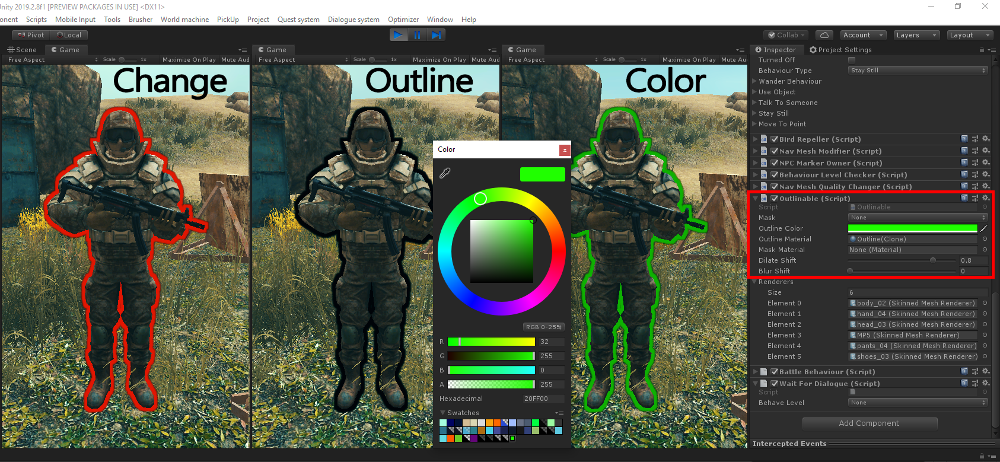 Unity 2019.2.8f1 [PREVIEW PACKAGES IN USE] <DX11>
onent Scripts Mobile Input Tools Brusher World machine PickUp Project Quest system Dialogue system Optimizer Window Help
Pivot Local
Collab Account Layers Layout
Scene Game
Free Aspect Scale 1x Maximize On Play Mute Aud
Change
Game
Free Aspect Scale 1x Maximize On Play Mute Aud
Outline
Game
Free Aspect Scale 1x Maximize On Play Mute Au
Color
Color
x
RGB 0-255
R 32
G 255
B 0
A 255
Hexadecimal 20FF00
Swatches
Inspector Project Settings
Turned Off
Behaviour Type Stay Still
Wander Behaviour
Use Object
Talk To Someone
Stay Still
Move To Point
Bird Repeller (Script)
Nav Mesh Modifier (Script)
NPC Marker Owner (Script)
Behaviour Level Checker (Script)
Nav Mesh Quality Changer (Script)
Outlinable (Script)
Script Outlinable
Mask None
Outline Color
Outline Material Outline(Clone)
Mask Material None (Material)
Dilate Shift 0.8
Blur Shift 0
Renderers
Size 6
Element 0 body_02 (Skinned Mesh Renderer)
Element 1 hand_04 (Skinned Mesh Renderer)
Element 2 head_03 (Skinned Mesh Renderer)
Element 3 MP5 (Skinned Mesh Renderer)
Element 4 pants_04 (Skinned Mesh Renderer)
Element 5 shoes_03 (Skinned Mesh Renderer)
Battle Behaviour (Script)
Wait For Dialogue (Script)
Script
Behave Level None
Add Component
Intercepted Events